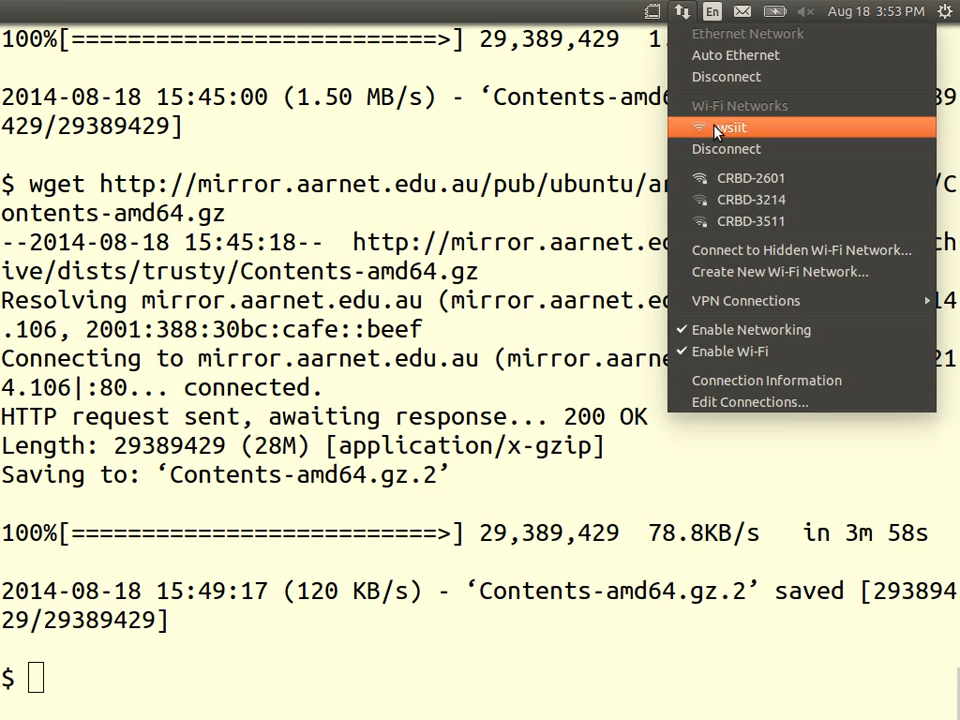 En
Aug 18 3:53 PM
100%[==========================>] 29,389,429 1.
2014-08-18 15:45:00 (1.50 MB/s) - ‘Contents-amd6 89
429/29389429]
$ wget http://mirror.aarnet.edu.au/pub/ubuntu/ar /C
ontents-amd64.gz
--2014-08-18 15:45:18-- http://mirror.aarnet.ed ch
ive/dists/trusty/Contents-amd64.gz
Resolving mirror.aarnet.edu.au (mirror.aarnet.ed 14
.106, 2001:388:30bc:cafe::beef
Connecting to mirror.aarnet.edu.au (mirror.aarne 21
4.106|:80... connected.
HTTP request sent, awaiting response... 200 OK
Length: 29389429 (28M) [application/x-gzip]
Saving to: ‘Contents-amd64.gz.2’
100%[==========================>] 29,389,429 78.8KB/s in 3m 58s
2014-08-18 15:49:17 (120 KB/s) - ‘Contents-amd64.gz.2’ saved [293894
29/29389429]
$
Ethernet Network
Auto Ethernet
Disconnect
Wi-Fi Networks
wsiit
Disconnect
CRBD-2601
CRBD-3214
CRBD-3511
Connect to Hidden Wi-Fi Network...
Create New Wi-Fi Network...
VPN Connections
Enable Networking
Enable Wi-Fi
Connection Information
Edit Connections...